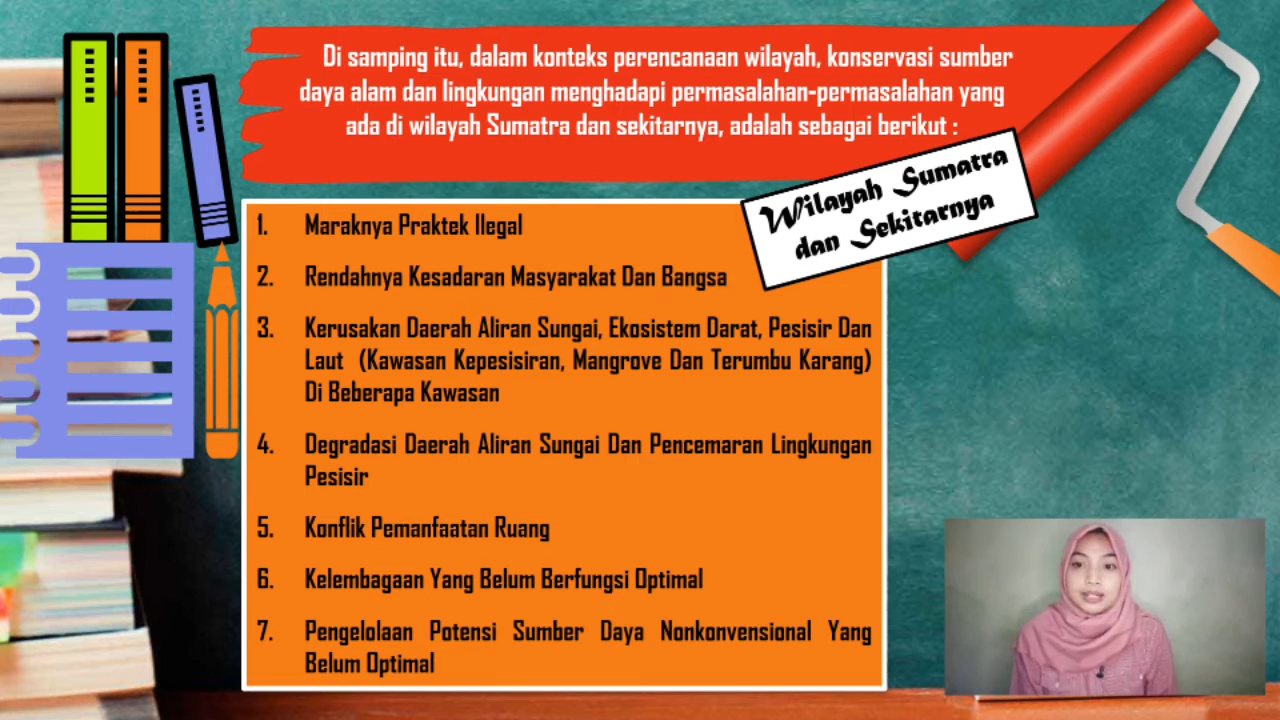 Di samping itu, dalam konteks perencanaan wilayah, konservasi sumber
daya alam dan lingkungan menghadapi permasalahan-permasalahan yang
ada di wilayah Sumatra dan sekitarnya, adalah sebagai berikut :
Wilayah Sumatra
dan Sekitarnya
1. Maraknya Praktek Ilegal
2. Rendahnya Kesadaran Masyarakat Dan Bangsa
3. Kerusakan Daerah Aliran Sungai, Ekosistem Darat, Pesisir Dan
Laut (Kawasan Kepesisiran, Mangrove Dan Terumbu Karang)
Di Beberapa Kawasan
4. Degradasi Daerah Aliran Sungai Dan Pencemaran Lingkungan
Pesisir
5. Konflik Pemanfaatan Ruang
6. Kelembagaan Yang Belum Berfungsi Optimal
7. Pengelolaan Potensi Sumber Daya Nonkonvensional Yang
Belum Optimal